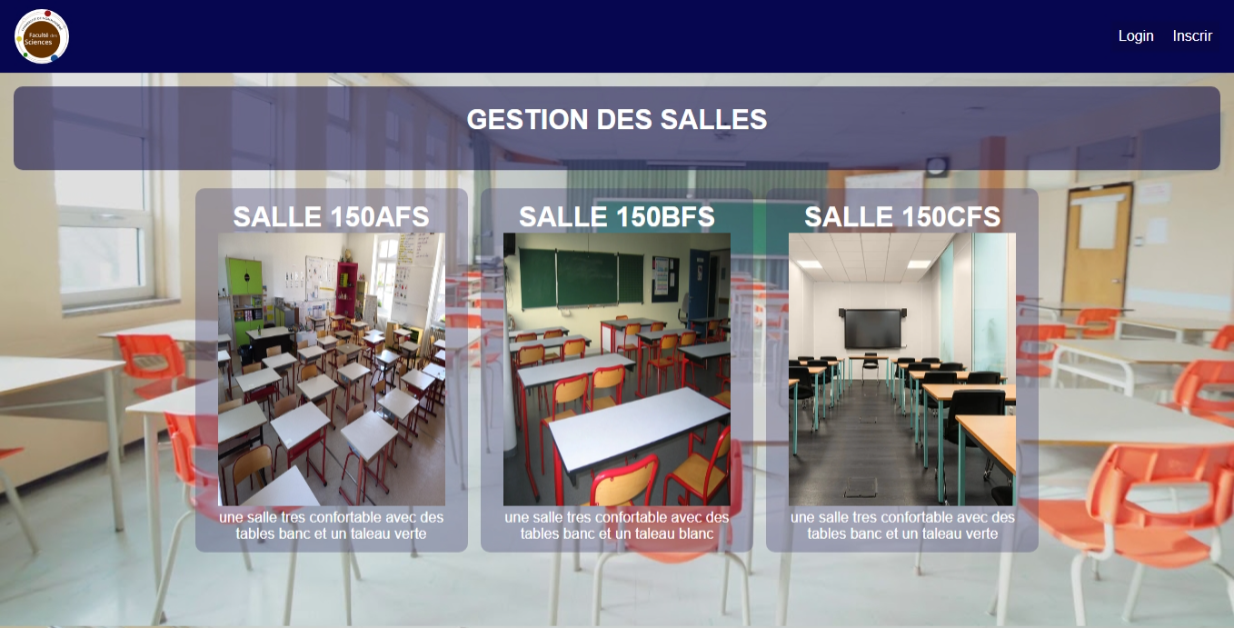 Faculté des
Sciences
Login
Inscrir
GESTION DES SALLES
SALLE 150AFS
SALLE 150BFS
SALLE 150CFS
une salle tres confortable avec des
tables banc et un taleau verte
une salle tres confortable avec des
tables banc et un taleau blanc
une salle tres confortable avec des
tables banc et un taleau verte